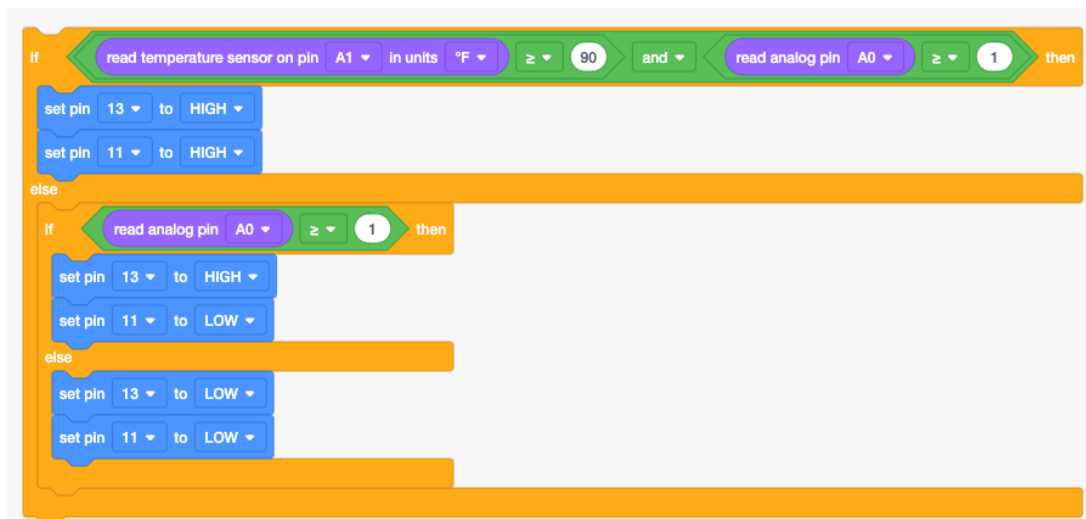 if read temperature sensor on pin A1 in units °F ≥ 90 and read analog pin A0 ≥ 1 then
set pin 13 to HIGH
set pin 11 to HIGH
else
if read analog pin A0 ≥ 1 then
set pin 13 to HIGH
set pin 11 to LOW
else
set pin 13 to LOW
set pin 11 to LOW